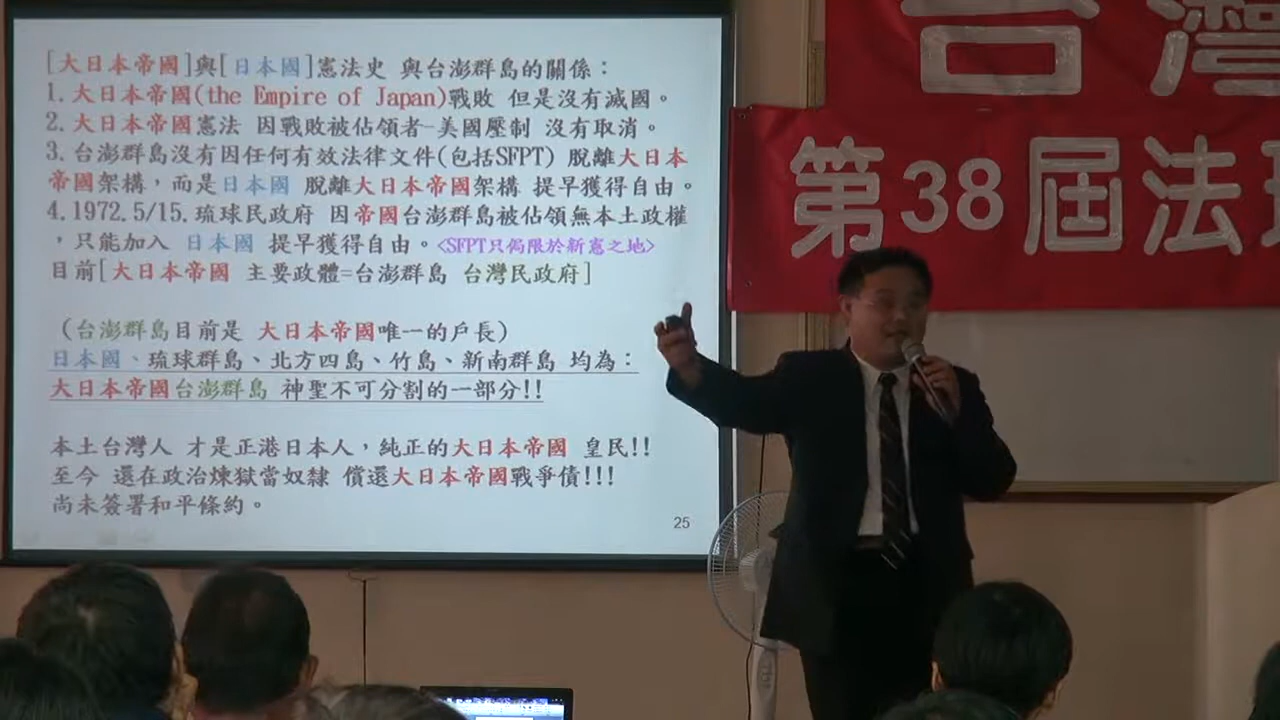 [大日本帝國]與[日本國]憲法史 與台澎群島的關係：
1.大日本帝國(the Empire of Japan)戰敗 但是沒有滅國。
2.大日本帝國憲法 因戰敗被佔領者-美國壓制 沒有取消。
3.台澎群島沒有因任何有效法律文件(包括SFPT) 脫離大日本
帝國架構，而是日本國 脫離大日本帝國架構 提早獲得自由。
4.1972.5/15.琉球民政府 因帝國台澎群島被佔領無本土政權
，只能加入 日本國 提早獲得自由。<SFPT只侷限於新憲之地>
目前[大日本帝國 主要政體=台澎群島 台灣民政府]
（台澎群島目前是 大日本帝國唯一的戶長）
日本國、琉球群島、北方四島、竹島、新南群島 均為：
大日本帝國台澎群島 神聖不可分割的一部分!!
本土台灣人 才是正港日本人，純正的大日本帝國 皇民!!
至今 還在政治煉獄當奴隸 償還大日本帝國戰爭債!!!
尚未簽署和平條約。
25
台灣
第38屆法理